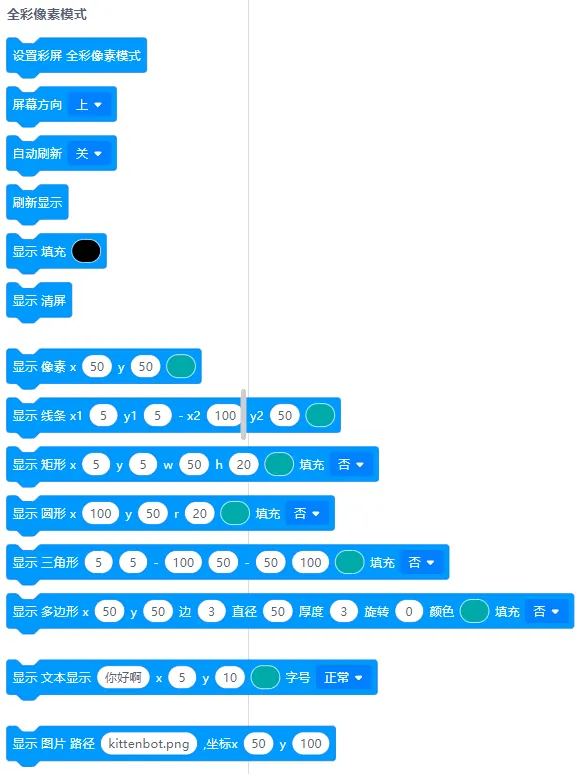 全彩像素模式
设置彩屏 全彩像素模式
屏幕方向 上
自动刷新 关
刷新显示
显示 填充
显示 清屏
显示 像素 x 50 y 50
显示 线条 x1 5 y1 5 - x2 100 y2 50
显示 矩形 x 5 y 5 w 50 h 20 填充 否
显示 圆形 x 100 y 50 r 20 填充 否
显示 三角形 5 5 - 100 50 - 50 100 填充 否
显示 多边形 x 50 y 50 边 3 直径 50 厚度 3 旋转 0 颜色 填充 否
显示 文本显示 你好啊 x 5 y 10 字号 正常
显示 图片 路径 kittenbot.png ,坐标x 50 y 100